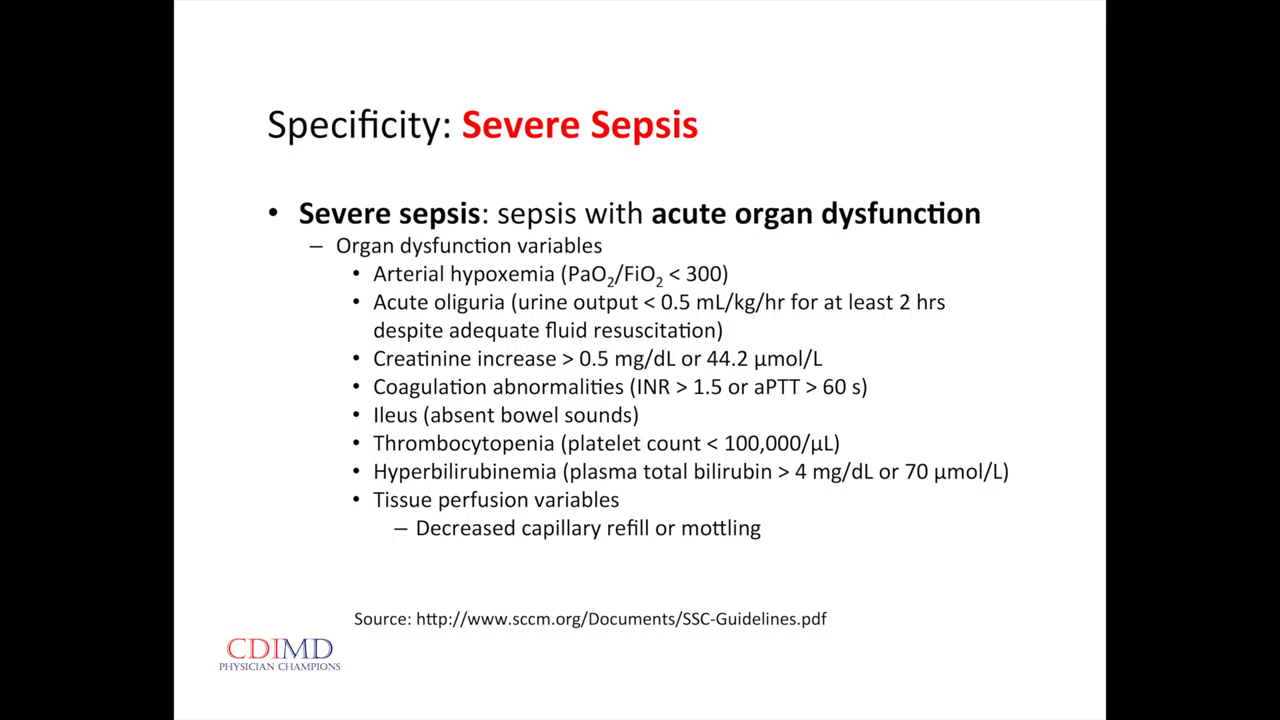 Specificity: Severe Sepsis
• Severe sepsis: sepsis with acute organ dysfunction
– Organ dysfunction variables
• Arterial hypoxemia (PaO₂/FiO₂ < 300)
• Acute oliguria (urine output < 0.5 mL/kg/hr for at least 2 hrs
despite adequate fluid resuscitation)
• Creatinine increase > 0.5 mg/dL or 44.2 μmol/L
• Coagulation abnormalities (INR > 1.5 or aPTT > 60 s)
• Ileus (absent bowel sounds)
• Thrombocytopenia (platelet count < 100,000/μL)
• Hyperbilirubinemia (plasma total bilirubin > 4 mg/dL or 70 μmol/L)
• Tissue perfusion variables
– Decreased capillary refill or mottling
Source: http://www.sccm.org/Documents/SSC-Guidelines.pdf
CDIMD
PHYSICIAN CHAMPIONS